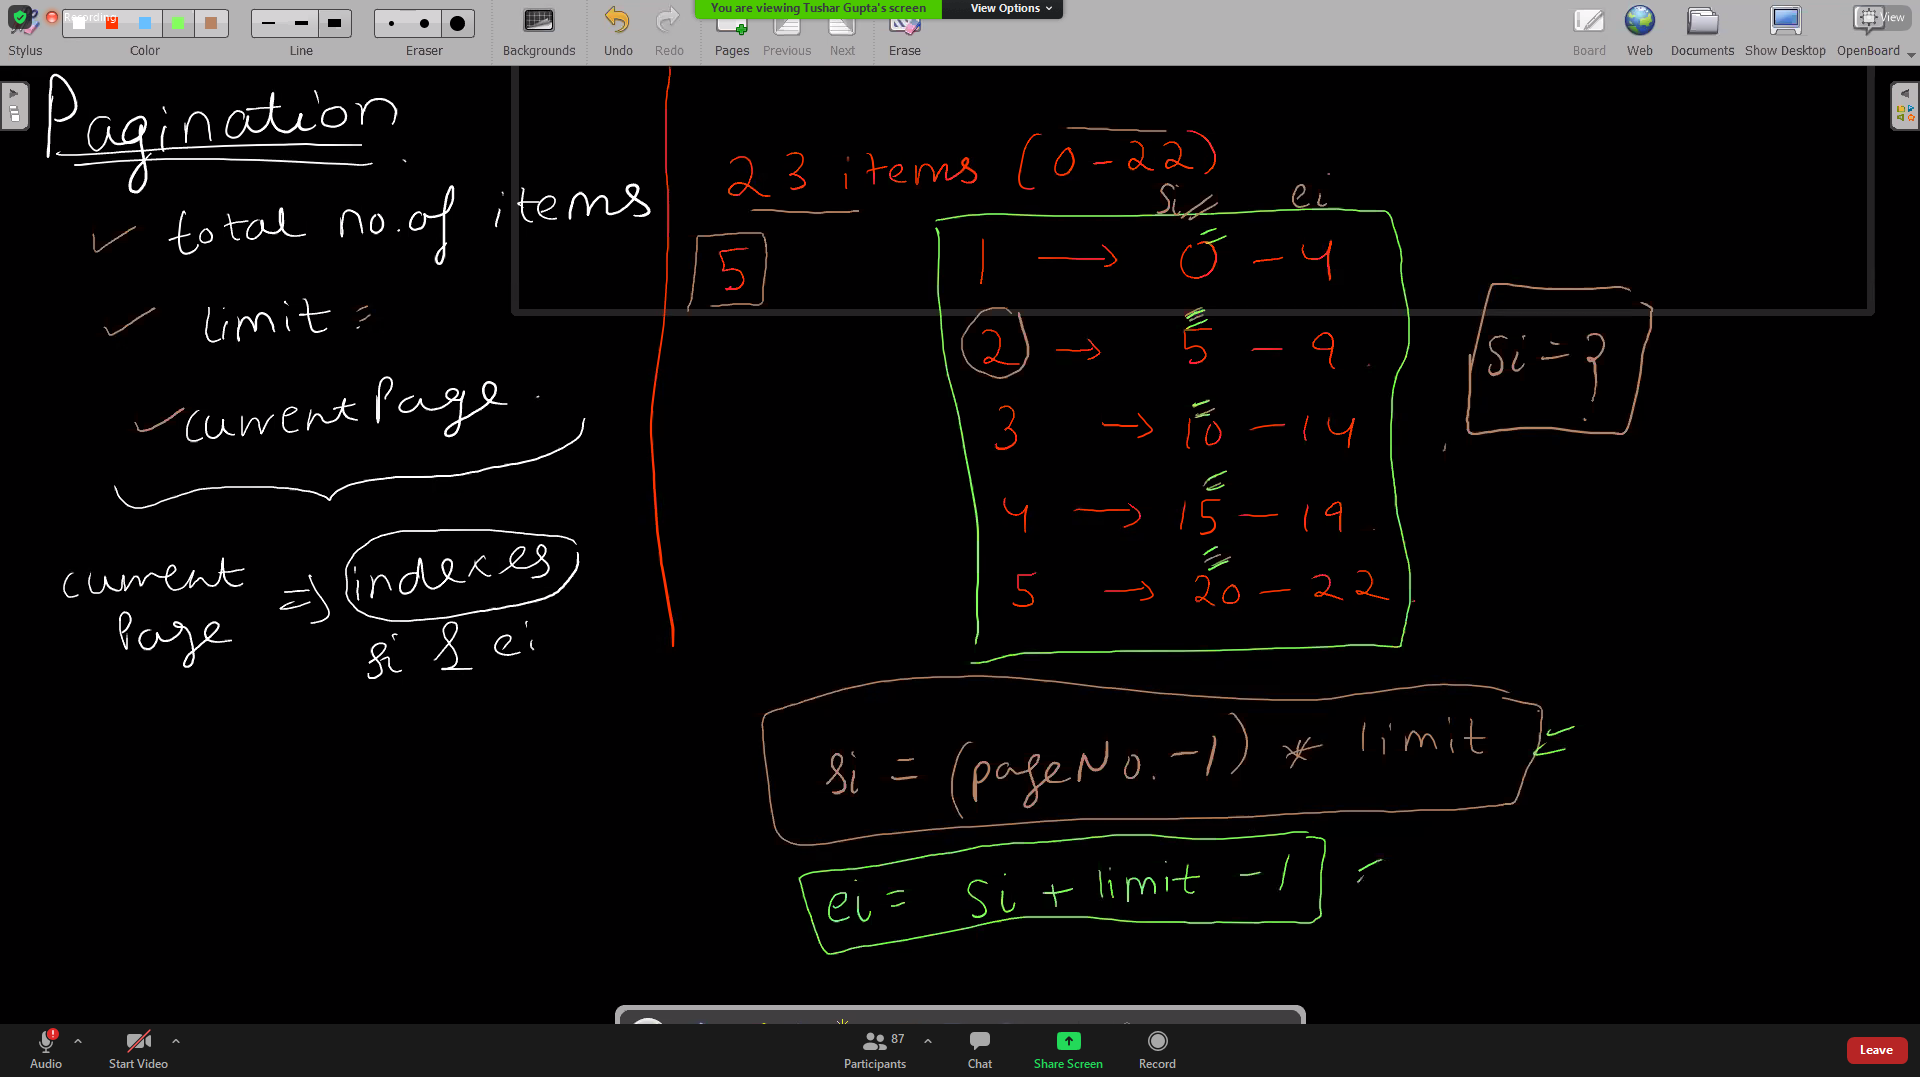 Recording
You are viewing Tushar Gupta's screen
View Options
View
Stylus
Color
Line
Eraser
Backgrounds
Undo
Redo
Pages
Previous
Next
Erase
Board
Web
Documents
Show Desktop
OpenBoard
Pagination
total no. of items
limit =
currentPage.
current Page => indexes
si & ei
23 items (0 - 22)
5
si ei
1 → 0 - 4
2 → 5 - 9
3 → 10 - 14
4 → 15 - 19
5 → 20 - 22
si = ?
si = (pageNo. - 1) * limit
ei = si + limit - 1
Audio
Start Video
87
Participants
Chat
Share Screen
Record
Leave